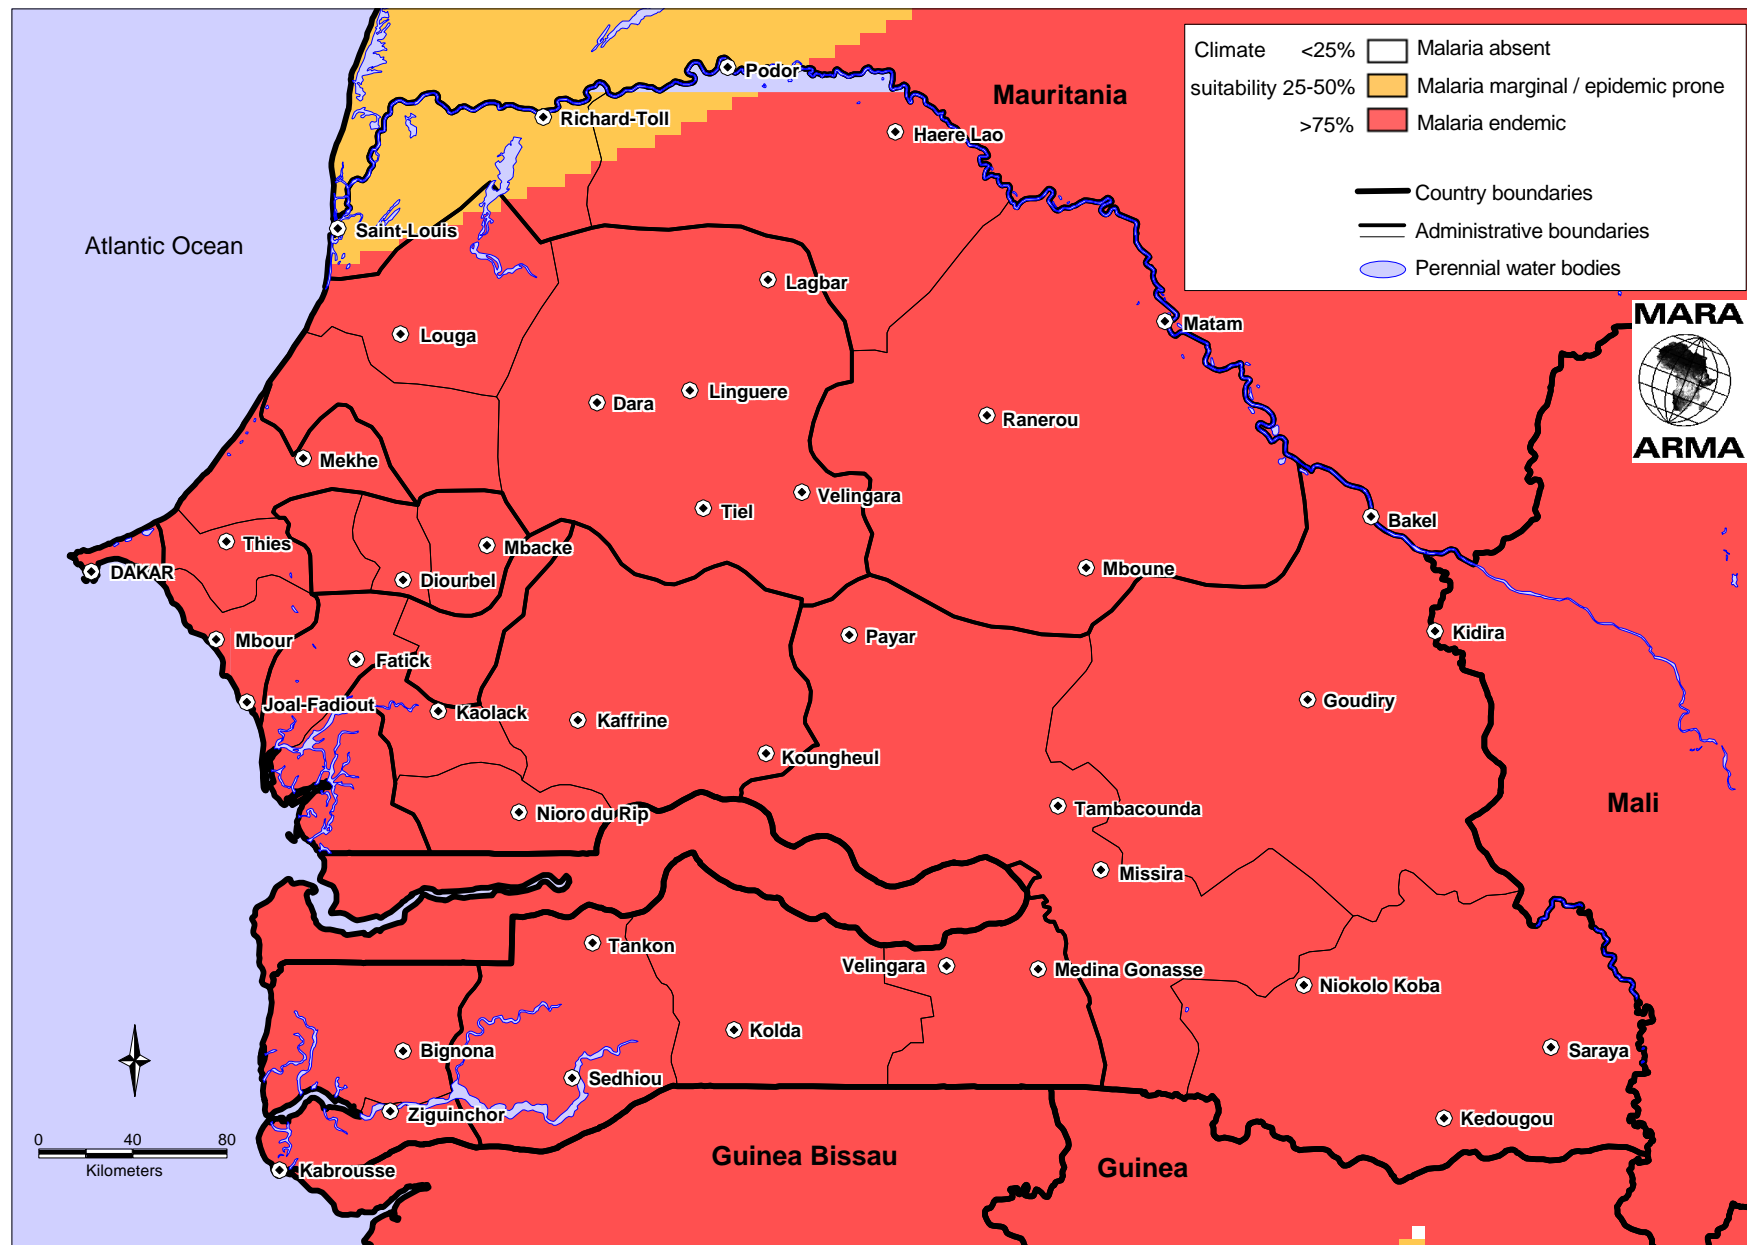 Climate <25% Malaria absent
suitability 25-50% Malaria marginal / epidemic prone
>75% Malaria endemic
Country boundaries
Administrative boundaries
Perennial water bodies
MARA
ARMA
Podor
Mauritania
Richard-Toll
Haere Lao
Saint-Louis
Atlantic Ocean
Lagbar
Matam
Louga
Linguere
Dara
Ranerou
Mekhe
Velingara
Tiel
Bakel
Thies
Mbacke
DAKAR
Diourbel
Mboune
Kidira
Payar
Mbour
Fatick
Goudiry
Joal-Fadiout
Kaolack
Kaffrine
Koungheul
Mali
Tambacounda
Nioro du Rip
Missira
Tankon
Velingara
Medina Gonasse
Niokolo Koba
Kolda
Saraya
Bignona
Sedhiou
Ziguinchor
Kedougou
0 40 80
Kilometers
Guinea Bissau
Guinea
Kabrousse